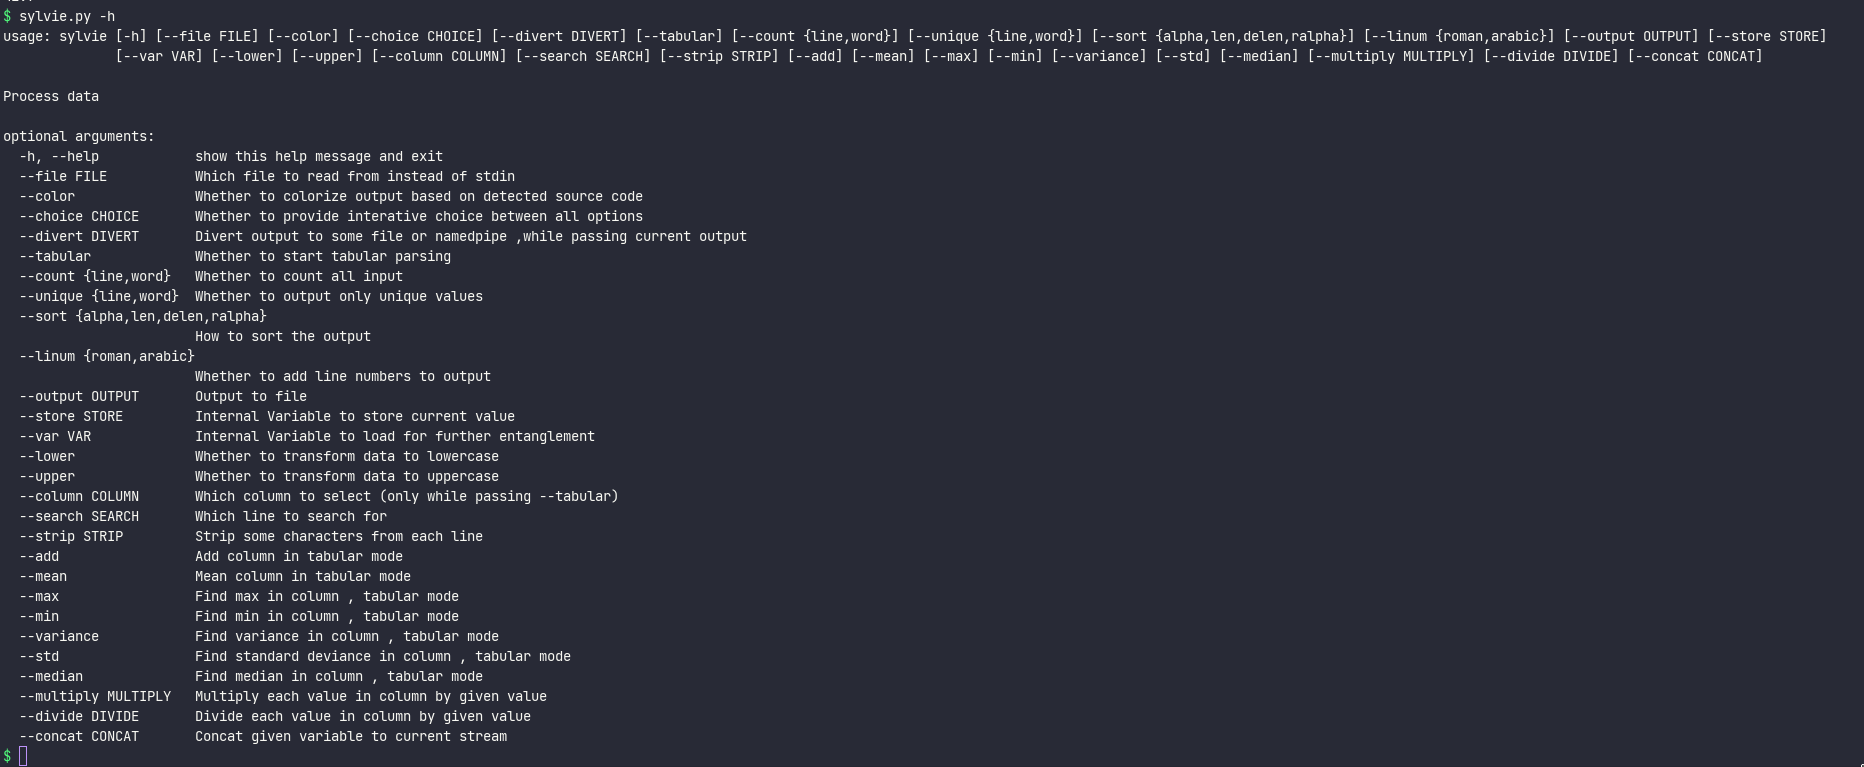 $ sylvie.py -h
usage: sylvie [-h] [--file FILE] [--color] [--choice CHOICE] [--divert DIVERT] [--tabular] [--count {line,word}] [--unique {line,word}] [--sort {alpha,len,delen,ralpha}] [--linum {roman,arabic}] [--output OUTPUT] [--store STORE]
              [--var VAR] [--lower] [--upper] [--column COLUMN] [--search SEARCH] [--strip STRIP] [--add] [--mean] [--max] [--min] [--variance] [--std] [--median] [--multiply MULTIPLY] [--divide DIVIDE] [--concat CONCAT]

Process data

optional arguments:
  -h, --help            show this help message and exit
  --file FILE           Which file to read from instead of stdin
  --color               Whether to colorize output based on detected source code
  --choice CHOICE       Whether to provide interative choice between all options
  --divert DIVERT       Divert output to some file or namedpipe ,while passing current output
  --tabular             Whether to start tabular parsing
  --count {line,word}   Whether to count all input
  --unique {line,word}  Whether to output only unique values
  --sort {alpha,len,delen,ralpha}
                        How to sort the output
  --linum {roman,arabic}
                        Whether to add line numbers to output
  --output OUTPUT       Output to file
  --store STORE         Internal Variable to store current value
  --var VAR             Internal Variable to load for further entanglement
  --lower               Whether to transform data to lowercase
  --upper               Whether to transform data to uppercase
  --column COLUMN       Which column to select (only while passing --tabular)
  --search SEARCH       Which line to search for
  --strip STRIP         Strip some characters from each line
  --add                 Add column in tabular mode
  --mean                Mean column in tabular mode
  --max                 Find max in column , tabular mode
  --min                 Find min in column , tabular mode
  --variance            Find variance in column , tabular mode
  --std                 Find standard deviance in column , tabular mode
  --median              Find median in column , tabular mode
  --multiply MULTIPLY   Multiply each value in column by given value
  --divide DIVIDE       Divide each value in column by given value
  --concat CONCAT       Concat given variable to current stream
$